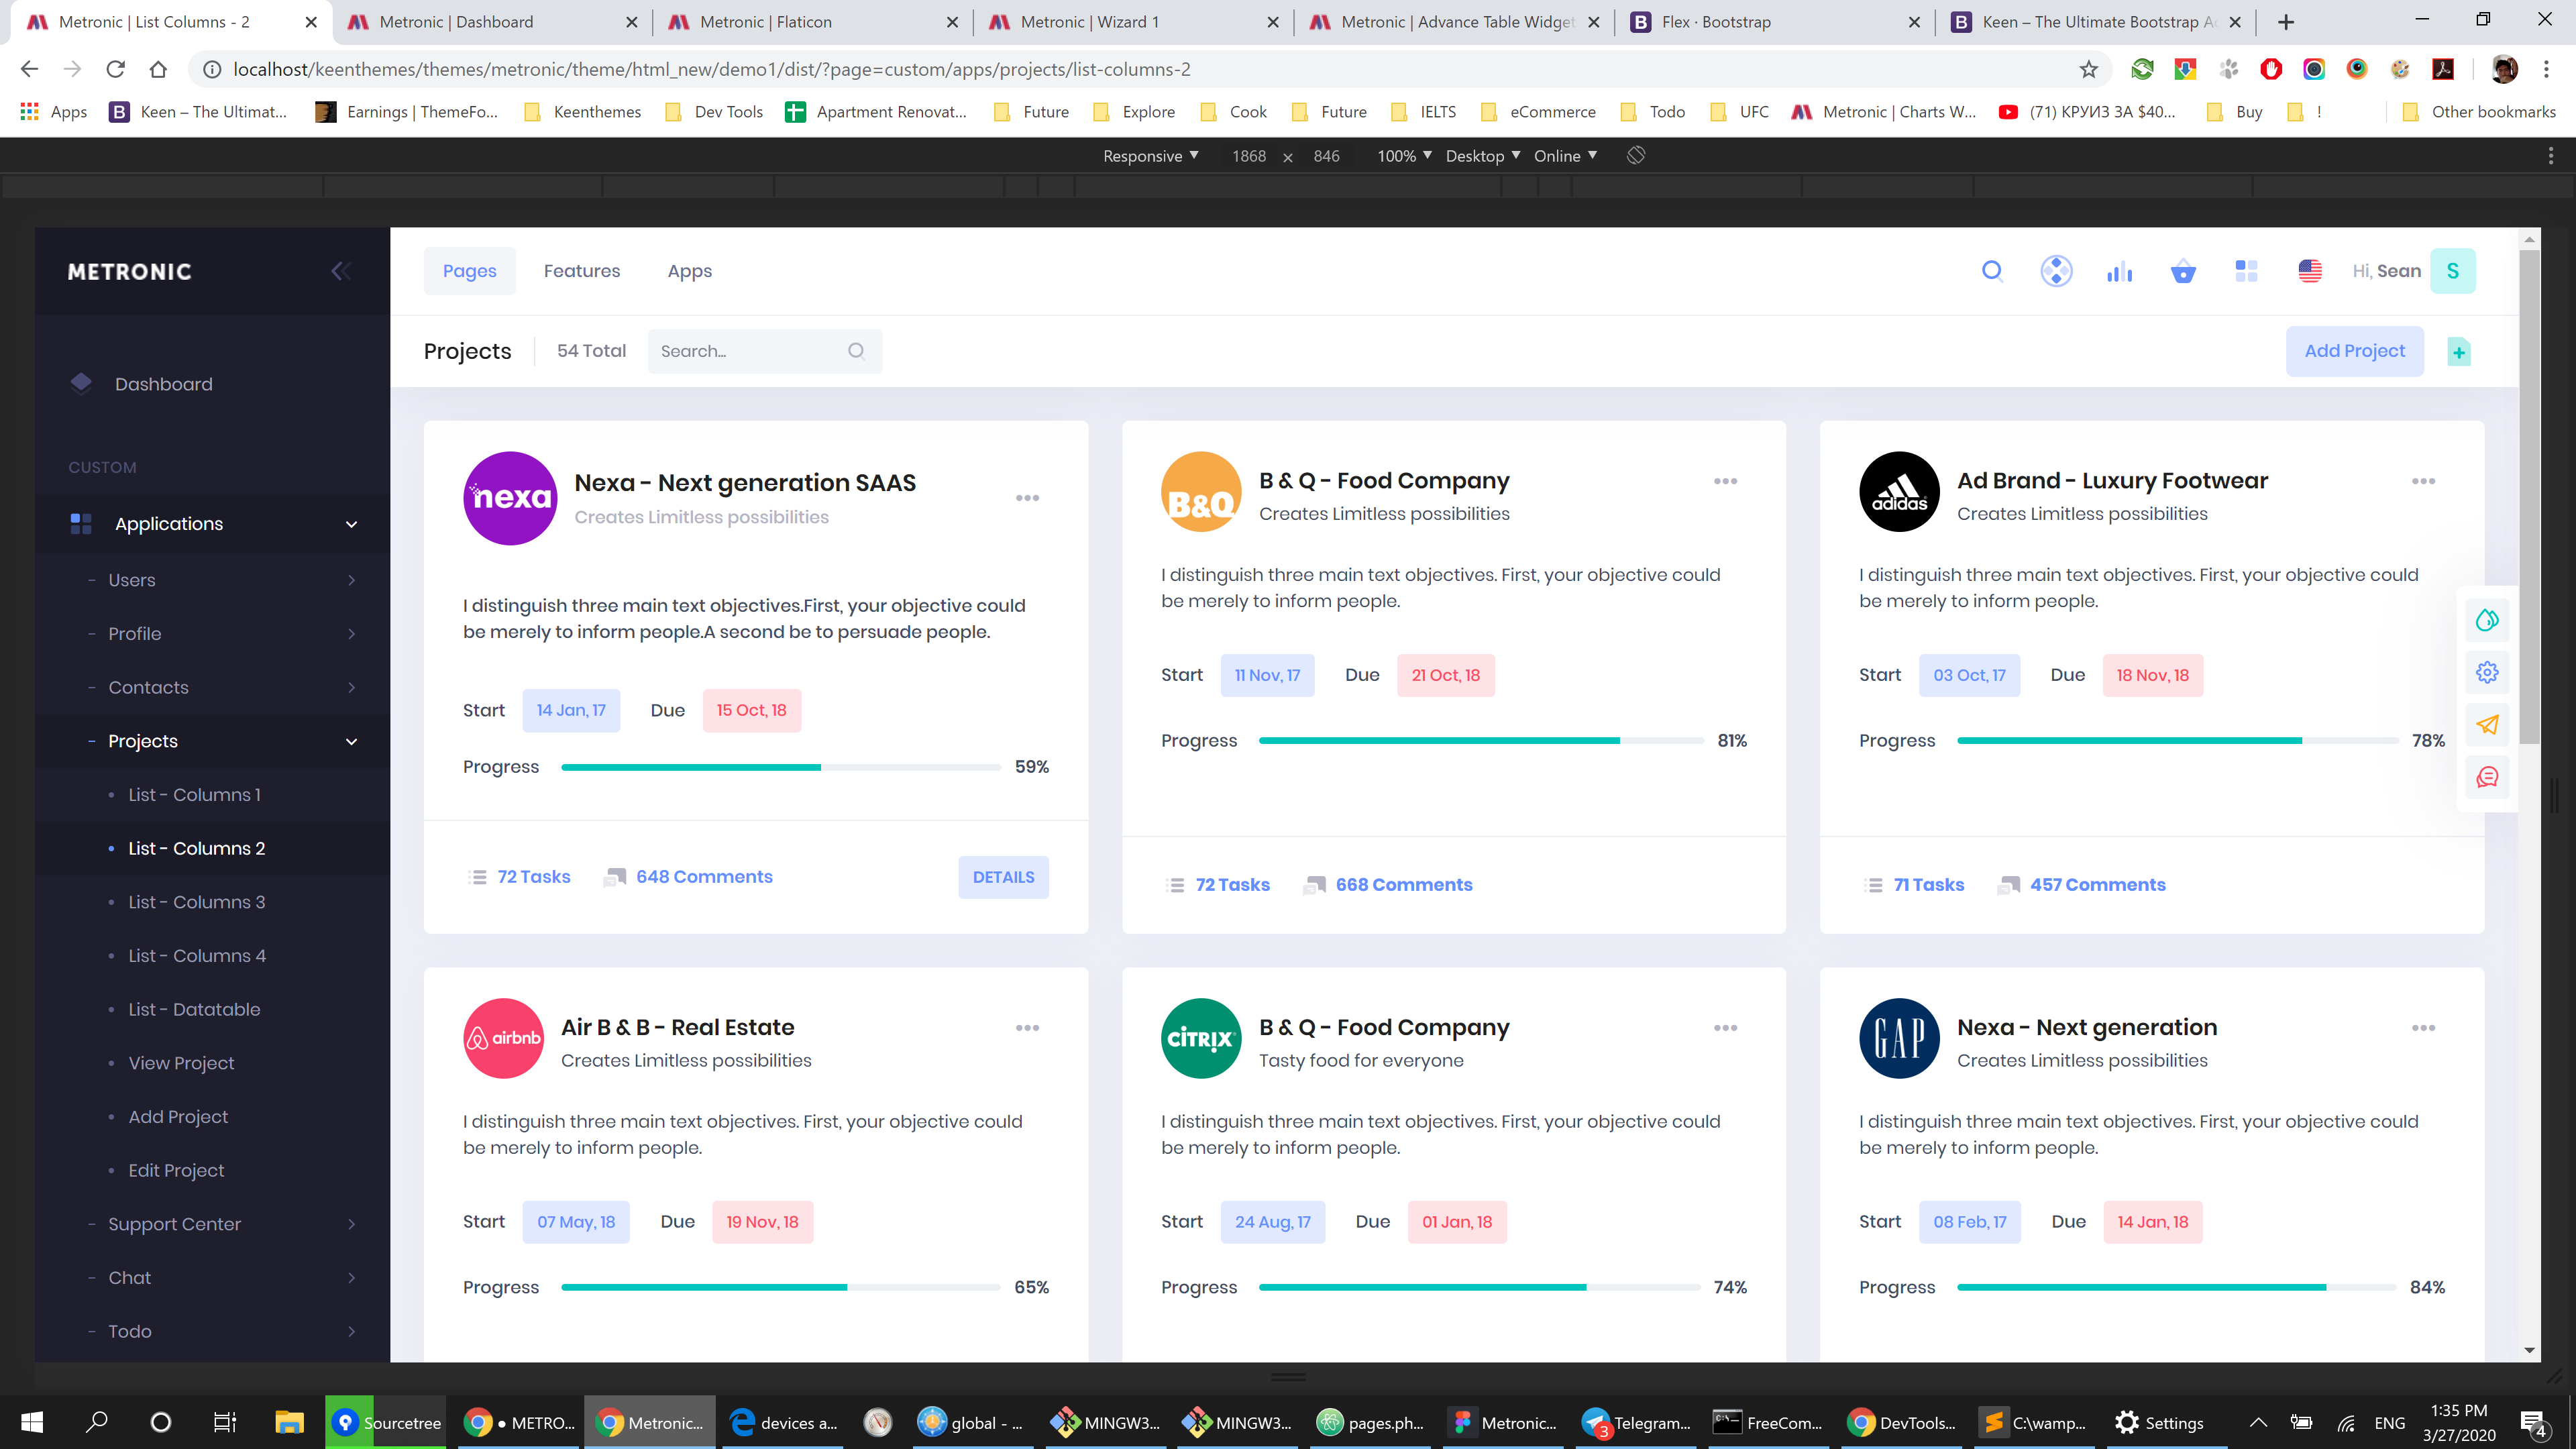 Metronic | List Columns - 2
Metronic | Dashboard
Metronic | Flaticon
Metronic | Wizard 1
Metronic | Advance Table Widget
Flex · Bootstrap
Keen – The Ultimate Bootstrap Ad
localhost/keenthemes/themes/metronic/theme/html_new/demo1/dist/?page=custom/apps/projects/list-columns-2
Apps
Keen – The Ultimat...
Earnings | ThemeFo...
Keenthemes
Dev Tools
Apartment Renovat...
Future
Explore
Cook
Future
IELTS
eCommerce
Todo
UFC
Metronic | Charts W...
(71) КРУИЗ ЗА $40...
Buy
!
Other bookmarks
Responsive ▼ 1868 × 846 100% ▼ Desktop ▼ Online ▼
METRONIC
Pages Features Apps
Hi, Sean S
Projects 54 Total Search...
Add Project
Dashboard
CUSTOM
Applications
Users
Profile
Contacts
Projects
List - Columns 1
List - Columns 2
List - Columns 3
List - Columns 4
List - Datatable
View Project
Add Project
Edit Project
Support Center
Chat
Todo
nexa
Nexa - Next generation SAAS
Creates Limitless possibilities
I distinguish three main text objectives.First, your objective could
be merely to inform people.A second be to persuade people.
Start 14 Jan, 17 Due 15 Oct, 18
Progress 59%
72 Tasks 648 Comments DETAILS
B&Q
B & Q - Food Company
Creates Limitless possibilities
I distinguish three main text objectives. First, your objective could
be merely to inform people.
Start 11 Nov, 17 Due 21 Oct, 18
Progress 81%
72 Tasks 668 Comments
adidas
Ad Brand - Luxury Footwear
Creates Limitless possibilities
I distinguish three main text objectives. First, your objective could
be merely to inform people.
Start 03 Oct, 17 Due 18 Nov, 18
Progress 78%
71 Tasks 457 Comments
airbnb
Air B & B - Real Estate
Creates Limitless possibilities
I distinguish three main text objectives. First, your objective could
be merely to inform people.
Start 07 May, 18 Due 19 Nov, 18
Progress 65%
CITRIX
B & Q - Food Company
Tasty food for everyone
I distinguish three main text objectives. First, your objective could
be merely to inform people.
Start 24 Aug, 17 Due 01 Jan, 18
Progress 74%
GAP
Nexa - Next generation
Creates Limitless possibilities
I distinguish three main text objectives. First, your objective could
be merely to inform people.
Start 08 Feb, 17 Due 14 Jan, 18
Progress 84%
Sourcetree
● METRO...
Metronic...
devices a...
global - ...
MINGW3...
MINGW3...
pages.ph...
Metronic...
Telegram...
3
FreeCom...
DevTools...
C:\wamp...
Settings
ENG
1:35 PM
3/27/2020
4